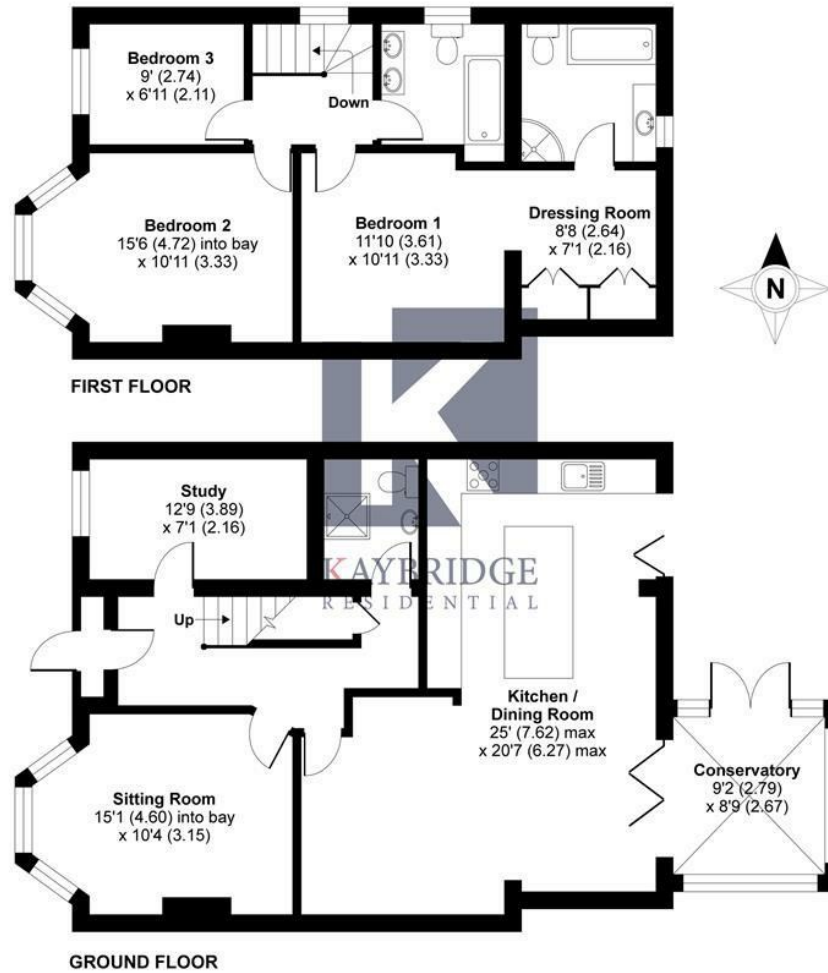 Bedroom 3
9' (2.74)
x 6'11 (2.11)
Down
Bedroom 2
15'6 (4.72) into bay
x 10'11 (3.33)
Bedroom 1
11'10 (3.61)
x 10'11 (3.33)
Dressing Room
8'8 (2.64)
x 7'1 (2.16)
N
FIRST FLOOR
K
Study
12'9 (3.89)
x 7'1 (2.16)
KAYBRIDGE
RESIDENTIAL
Up
Kitchen /
Dining Room
25' (7.62) max
x 20'7 (6.27) max
Sitting Room
15'1 (4.60) into bay
x 10'4 (3.15)
Conservatory
9'2 (2.79)
x 8'9 (2.67)
GROUND FLOOR